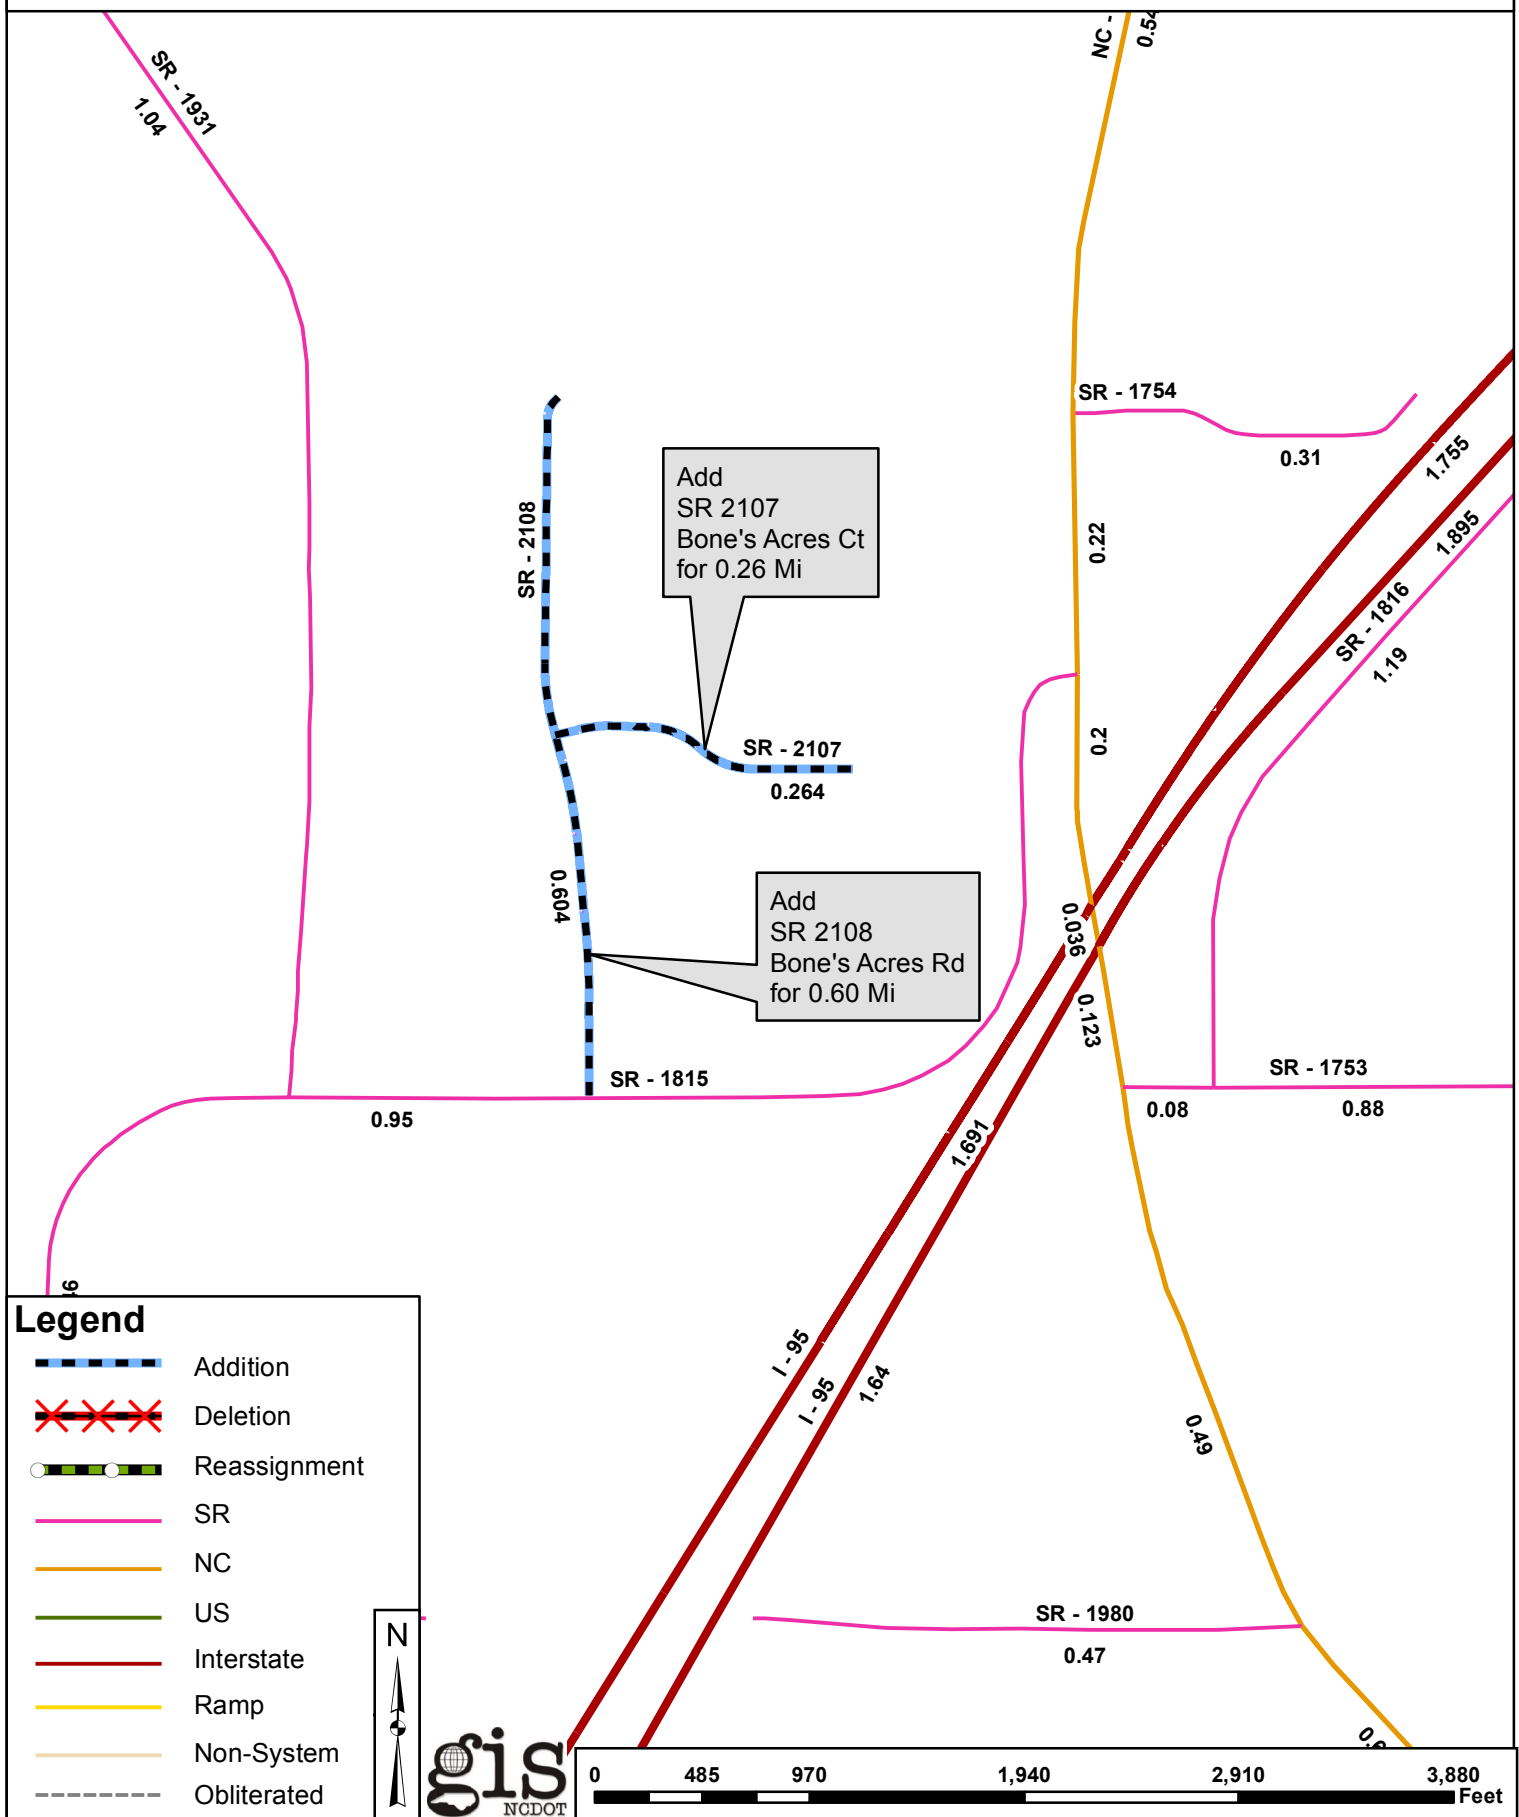 NC -
0.54
SR - 1931
1.04
SR - 1754
0.31
1.755
Add
SR 2107
Bone's Acres Ct
for 0.26 Mi
SR - 2108
0.22
1.895
SR - 1816
1.19
0.2
SR - 2107
0.264
0.604
Add
SR 2108
Bone's Acres Rd
for 0.60 Mi
0.036
0.123
SR - 1815
0.95
SR - 1753
0.08
0.88
1.691
I - 95
I - 95
1.64
0.49
SR - 1980
0.47
Legend
Addition
Deletion
Reassignment
SR
NC
US
Interstate
Ramp
Non-System
Obliterated
N
gis
NCDOT
0 485 970 1,940 2,910 3,880
Feet